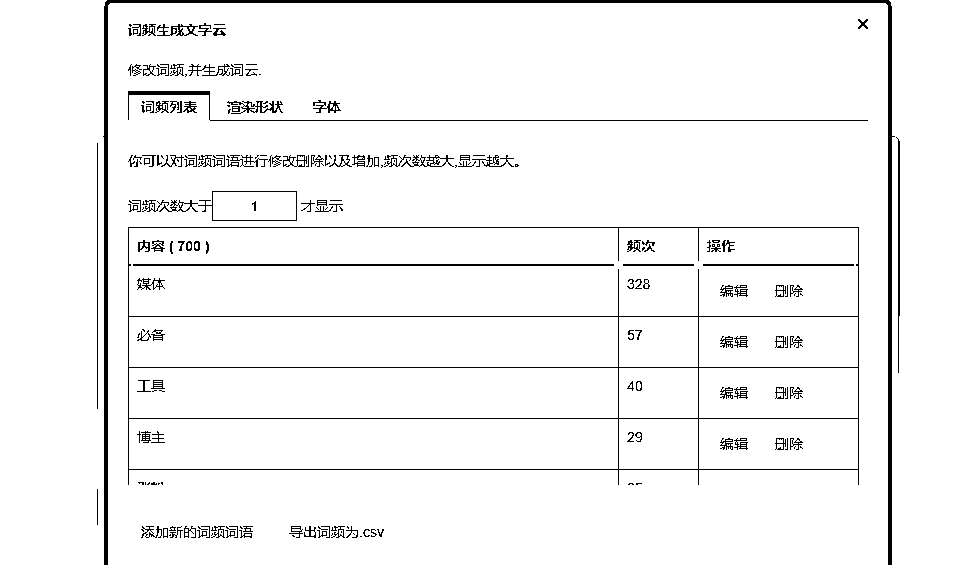 词频生成文字云
×
修改词频,并生成词云.
词频列表 渲染形状 字体
你可以对词频词语进行修改删除以及增加,频次数越大,显示越大。
词频次数大于 1 才显示
内容 ( 700 ) 频次 操作
媒体 328 编辑 删除
必备 57 编辑 删除
工具 40 编辑 删除
博主 29 编辑 删除
添加新的词频词语 导出词频为.csv